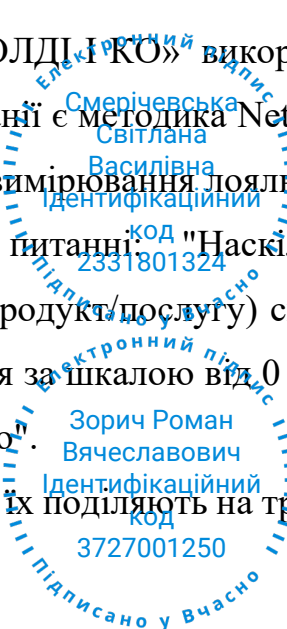 ОЛДІ І КО» викор
Електронний підпис
Смерічевська
нії є методика Net
Світлана
Василівна
вимірювання лояль
Ідентифікаційний
код
питанні: "Наскіл
2331801324
родукт/послугу) с
Підписано у Вчасно
Електронний підпис
я за шкалою від 0
Зорич Роман
о".
Вячеславович
Ідентифікаційний
їх поділяють на тр
код
3727001250
Підписано у Вчасно